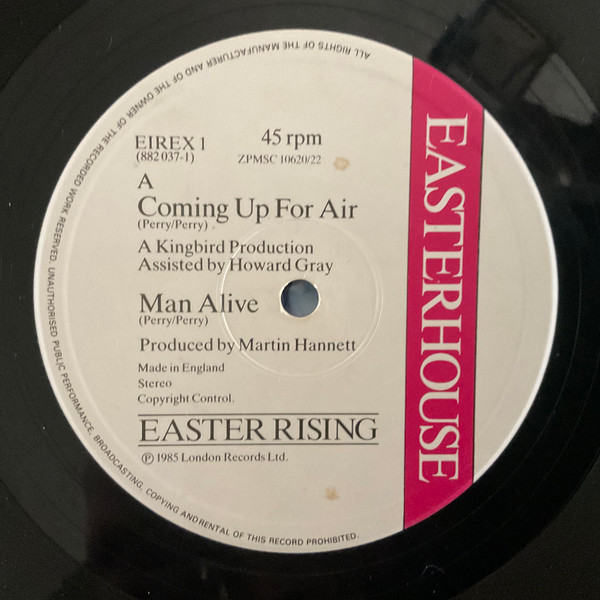 ALL RIGHTS OF THE MANUFACTURER AND OF THE OWNER OF THE RECORDED WORK RESERVED. UNAUTHORISED PUBLIC PERFORMANCE, BROADCASTING, COPYING AND RENTAL OF THIS RECORD PROHIBITED.
EIREX 1
45 rpm
(882 037-1)
ZPMSC 10620/22
A
Coming Up For Air
(Perry/Perry)
A Kingbird Production
Assisted by Howard Gray
Man Alive
(Perry/Perry)
Produced by Martin Hannett
Made in England
Stereo
Copyright Control.
EASTER RISING
℗ 1985 London Records Ltd.
EASTERHOUSE